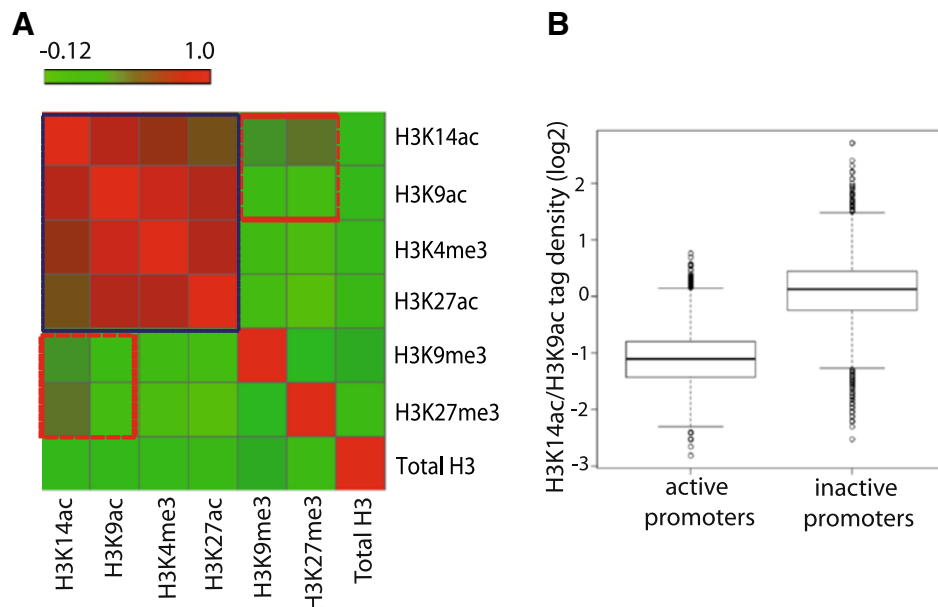 A
-0.12 1.0
H3K14ac
H3K9ac
H3K4me3
H3K27ac
H3K9me3
H3K27me3
Total H3
H3K14ac
H3K9ac
H3K4me3
H3K27ac
H3K9me3
H3K27me3
Total H3
B
H3K14ac/H3K9ac tag density (log2)
2
1
0
-1
-2
-3
active
promoters
inactive
promoters